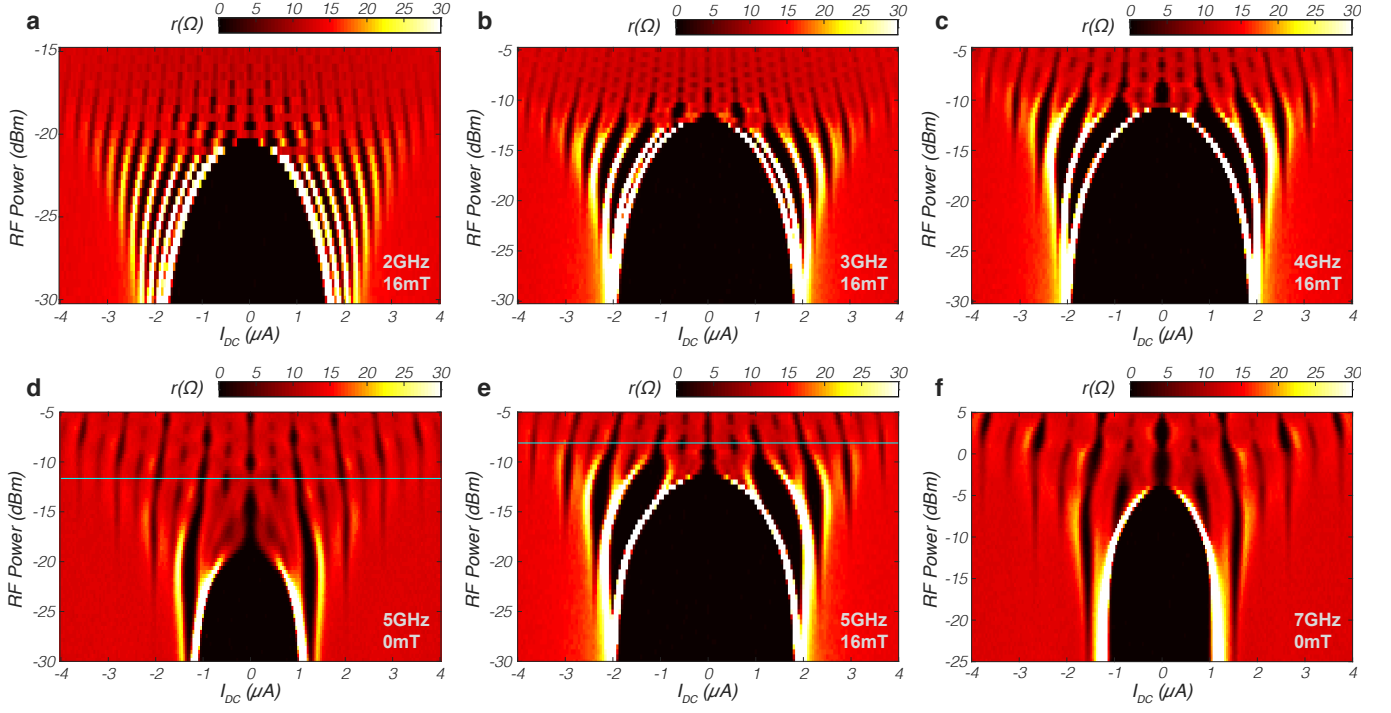 a r(Ω) 0 5 10 15 20 25 30
-15
-20
-25
-30
RF Power (dBm)
2GHz
16mT
-4 -3 -2 -1 0 1 2 3 4
I_DC (μA)
b r(Ω) 0 5 10 15 20 25 30
-5
-10
-15
-20
-25
-30
RF Power (dBm)
3GHz
16mT
-4 -3 -2 -1 0 1 2 3 4
I_DC (μA)
c r(Ω) 0 5 10 15 20 25 30
-5
-10
-15
-20
-25
-30
RF Power (dBm)
4GHz
16mT
-4 -3 -2 -1 0 1 2 3 4
I_DC (μA)
d r(Ω) 0 5 10 15 20 25 30
-5
-10
-15
-20
-25
-30
RF Power (dBm)
5GHz
0mT
-4 -3 -2 -1 0 1 2 3 4
I_DC (μA)
e r(Ω) 0 5 10 15 20 25 30
-5
-10
-15
-20
-25
-30
RF Power (dBm)
5GHz
16mT
-4 -3 -2 -1 0 1 2 3 4
I_DC (μA)
f r(Ω) 0 5 10 15 20 25 30
5
0
-5
-10
-15
-20
-25
RF Power (dBm)
7GHz
0mT
-4 -3 -2 -1 0 1 2 3 4
I_DC (μA)